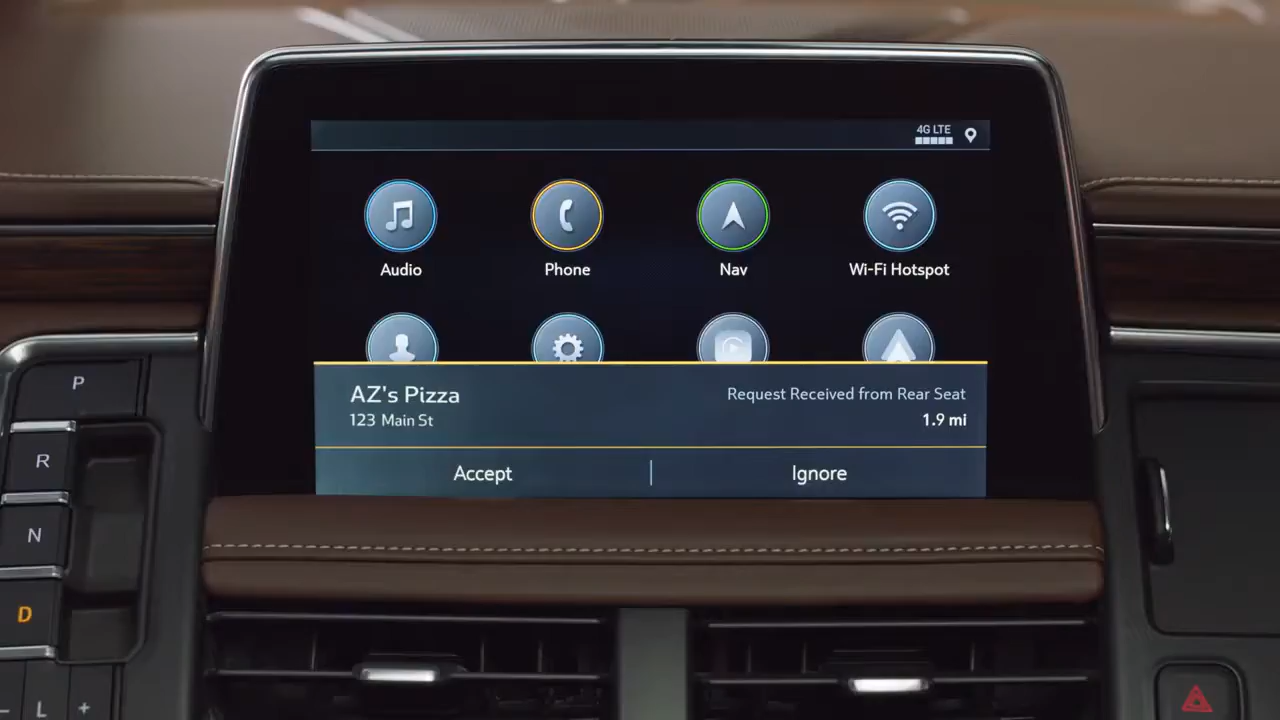 4G LTE
Audio
Phone
Nav
Wi-Fi Hotspot
AZ's Pizza
Request Received from Rear Seat
123 Main St
1.9 mi
Accept
Ignore
P
R
N
D
L
+